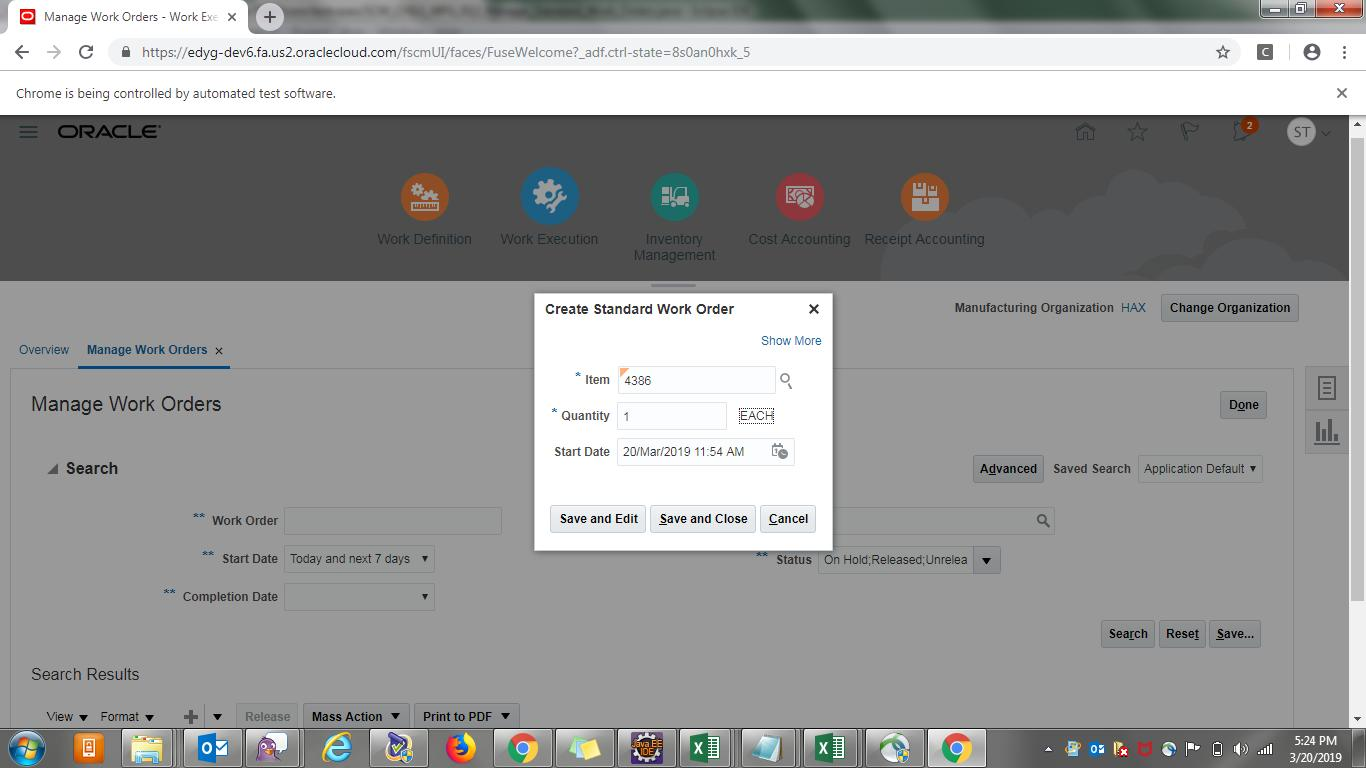 Manage Work Orders - Work Exe
https://edyg-dev6.fa.us2.oraclecloud.com/fscmUI/faces/FuseWelcome?_adf.ctrl-state=8s0an0hxk_5
C
Chrome is being controlled by automated test software.
ORACLE
2
ST
Work Definition
Work Execution
Inventory Management
Cost Accounting
Receipt Accounting
Manufacturing Organization HAX
Change Organization
Overview
Manage Work Orders
Manage Work Orders
Done
Search
Advanced
Saved Search
Application Default
** Work Order
** Start Date
Today and next 7 days
** Status
On Hold;Released;Unrelea
** Completion Date
Search
Reset
Save...
Create Standard Work Order
Show More
* Item
4386
* Quantity
1
EACH
Start Date
20/Mar/2019 11:54 AM
Save and Edit
Save and Close
Cancel
Search Results
View
Format
Release
Mass Action
Print to PDF
Java EE IDE
5:24 PM
3/20/2019